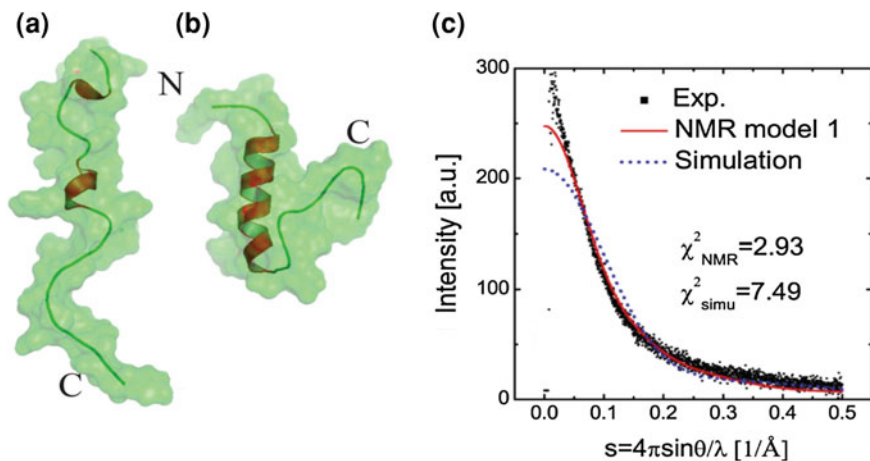 (a)
N
C
(b)
C
(c)
300
200
100
0
Intensity [a.u.]
Exp.
NMR model 1
Simulation
χ²NMR=2.93
χ²simu=7.49
0.0 0.1 0.2 0.3 0.4 0.5
s=4πsinθ/λ [1/Å]